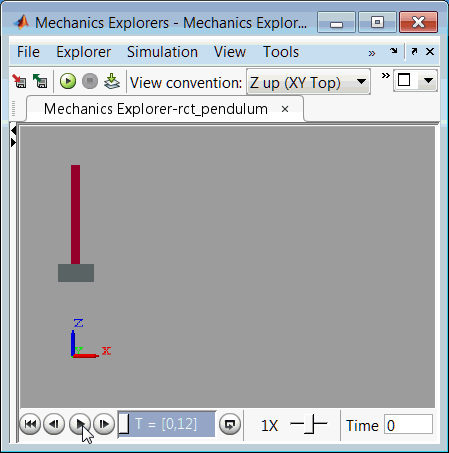 Mechanics Explorers - Mechanics Explor...
File Explorer Simulation View Tools »
View convention: Z up (XY Top) »
Mechanics Explorer-rct_pendulum
Z
X
T = [0,12] 1X Time 0